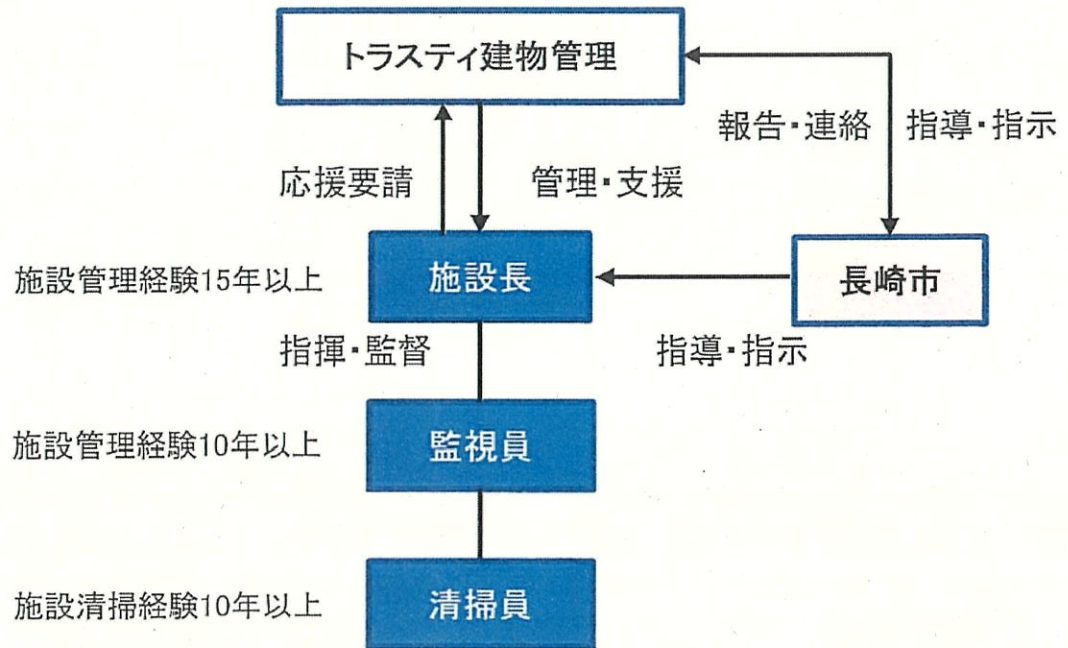 トラスティ建物管理
報告・連絡 指導・指示
応援要請 管理・支援
施設管理経験15年以上 施設長 長崎市
指揮・監督 指導・指示
施設管理経験10年以上 監視員
施設清掃経験10年以上 清掃員